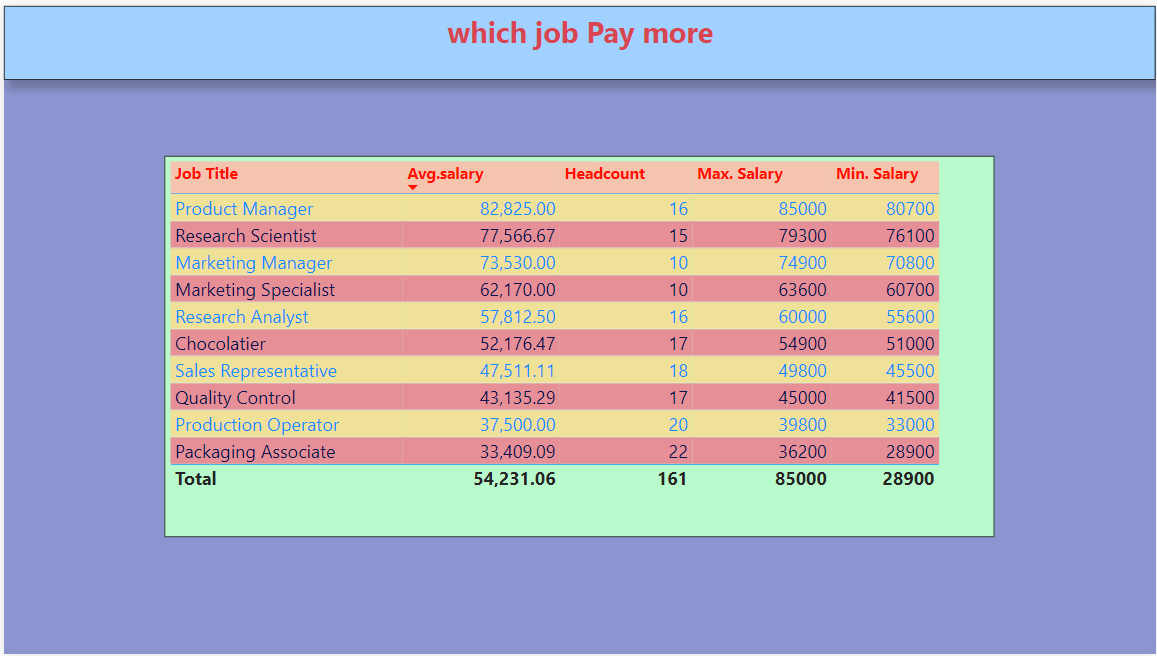 which job Pay more
Job Title Avg.salary Headcount Max. Salary Min. Salary
Product Manager 82,825.00 16 85000 80700
Research Scientist 77,566.67 15 79300 76100
Marketing Manager 73,530.00 10 74900 70800
Marketing Specialist 62,170.00 10 63600 60700
Research Analyst 57,812.50 16 60000 55600
Chocolatier 52,176.47 17 54900 51000
Sales Representative 47,511.11 18 49800 45500
Quality Control 43,135.29 17 45000 41500
Production Operator 37,500.00 20 39800 33000
Packaging Associate 33,409.09 22 36200 28900
Total 54,231.06 161 85000 28900